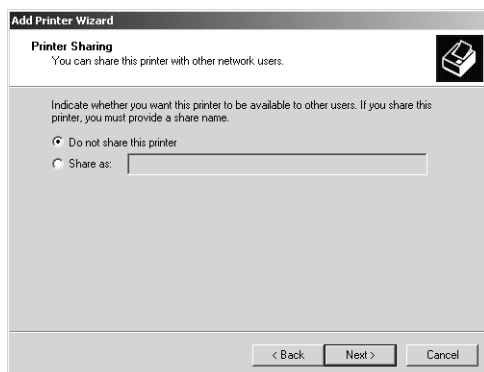 Add Printer Wizard
Printer Sharing
You can share this printer with other network users.
Indicate whether you want this printer to be available to other users. If you share this
printer, you must provide a share name.
Do not share this printer
Share as:
< Back Next > Cancel